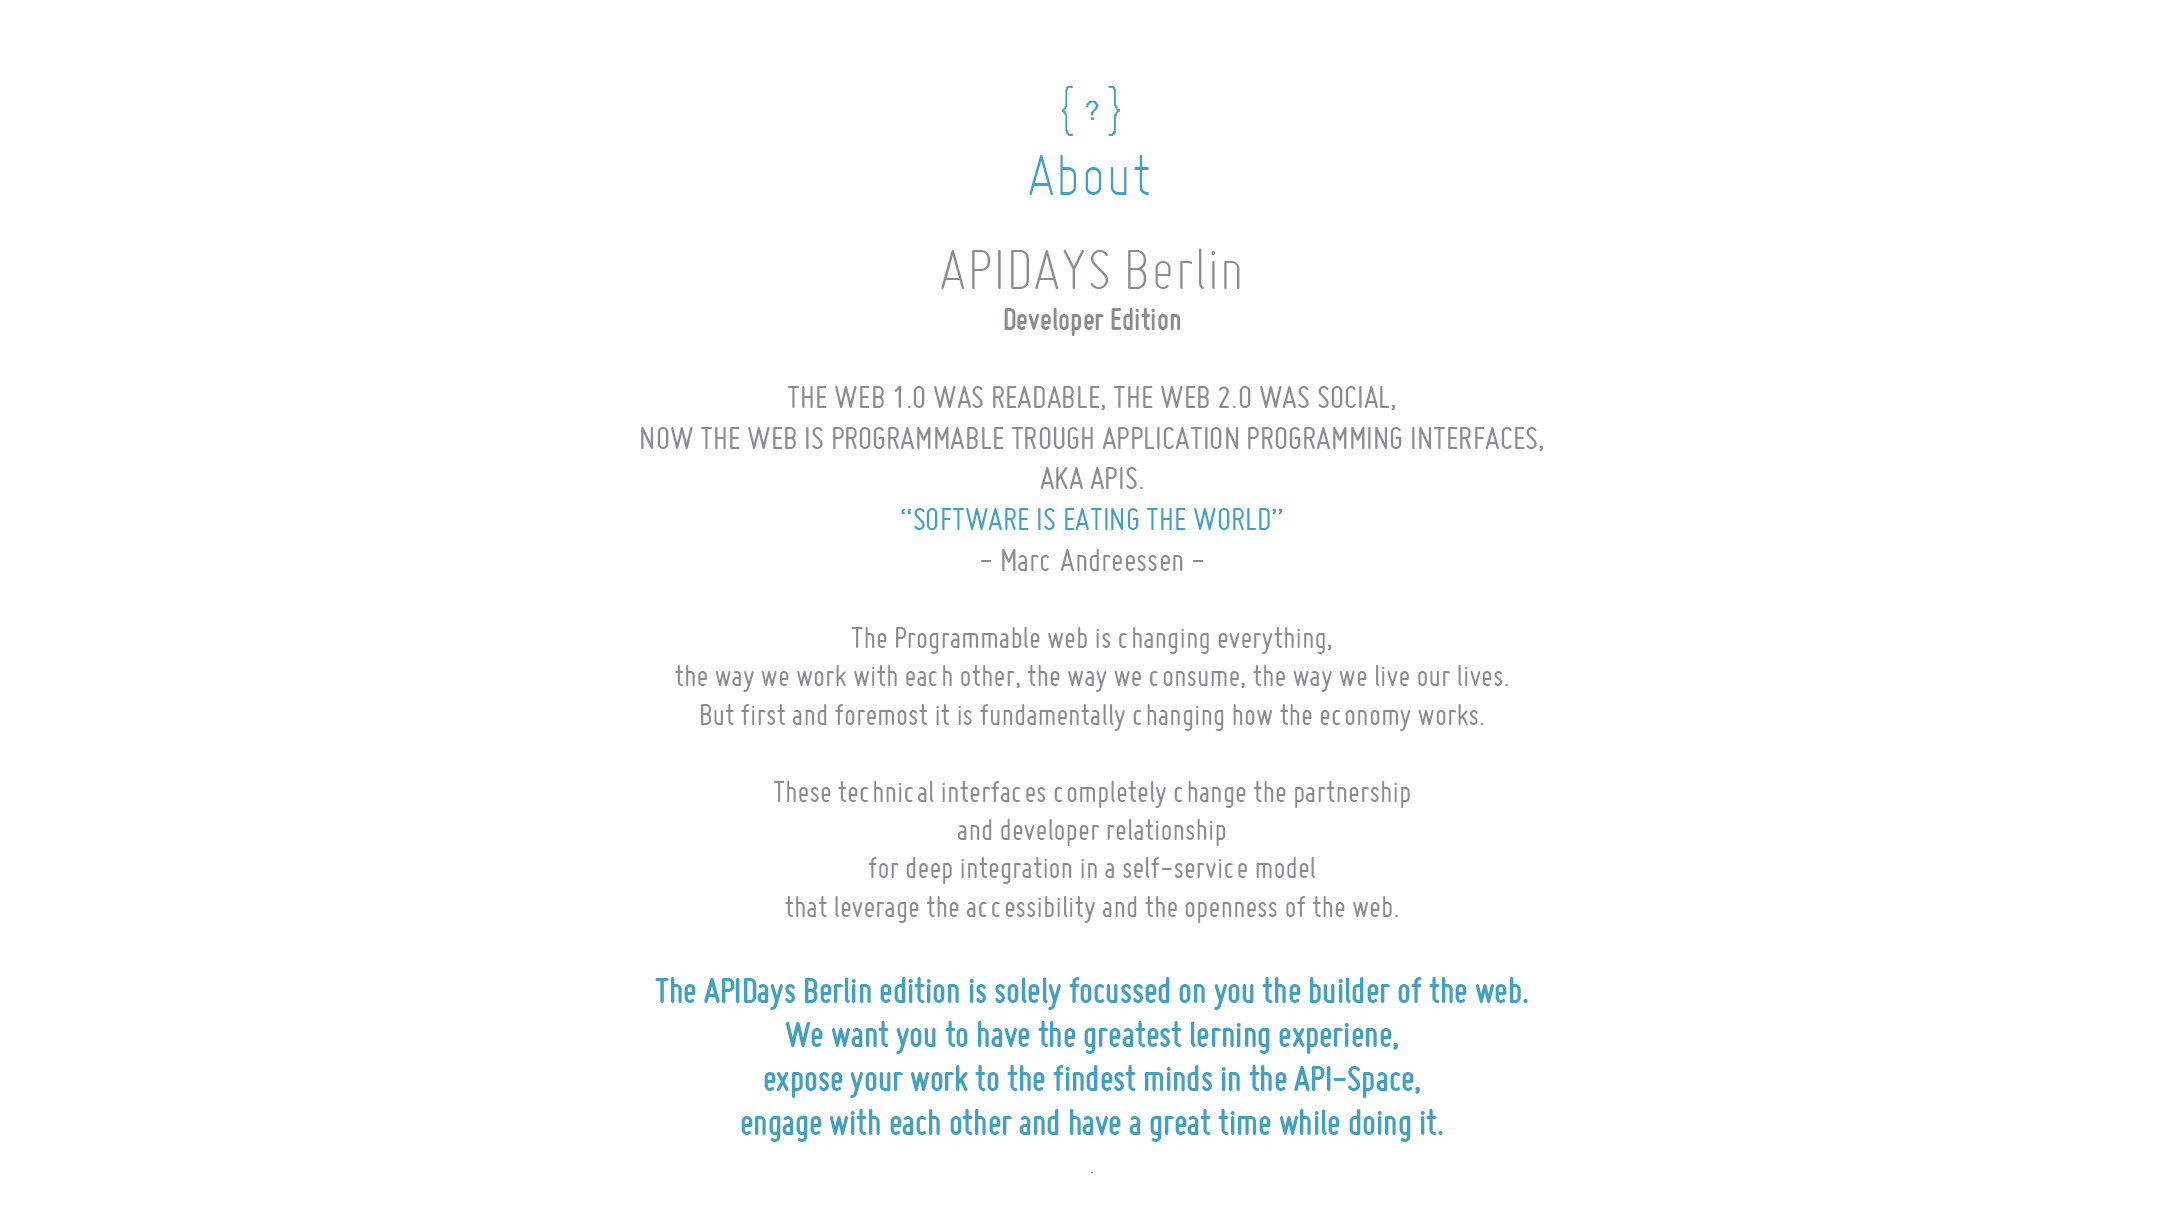 { ? }
About
APIDAYS Berlin
Developer Edition
THE WEB 1.0 WAS READABLE, THE WEB 2.0 WAS SOCIAL,
NOW THE WEB IS PROGRAMMABLE TROUGH APPLICATION PROGRAMMING INTERFACES,
AKA APIS.
“SOFTWARE IS EATING THE WORLD”
- Marc Andreessen -
The Programmable web is changing everything,
the way we work with each other, the way we consume, the way we live our lives.
But first and foremost it is fundamentally changing how the economy works.
These technical interfaces completely change the partnership
and developer relationship
for deep integration in a self-service model
that leverage the accessibility and the openness of the web.
The APIDays Berlin edition is solely focussed on you the builder of the web.
We want you to have the greatest lerning experiene,
expose your work to the findest minds in the API-Space,
engage with each other and have a great time while doing it.
.